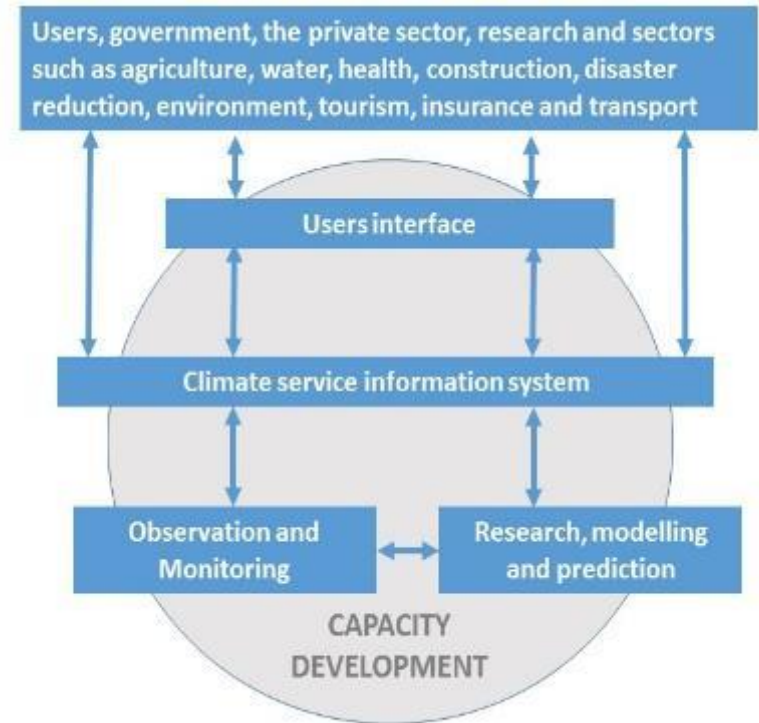 Users, government, the private sector, research and sectors
such as agriculture, water, health, construction, disaster
reduction, environment, tourism, insurance and transport
Users interface
Climate service information system
Observation and
Monitoring
Research, modelling
and prediction
CAPACITY
DEVELOPMENT